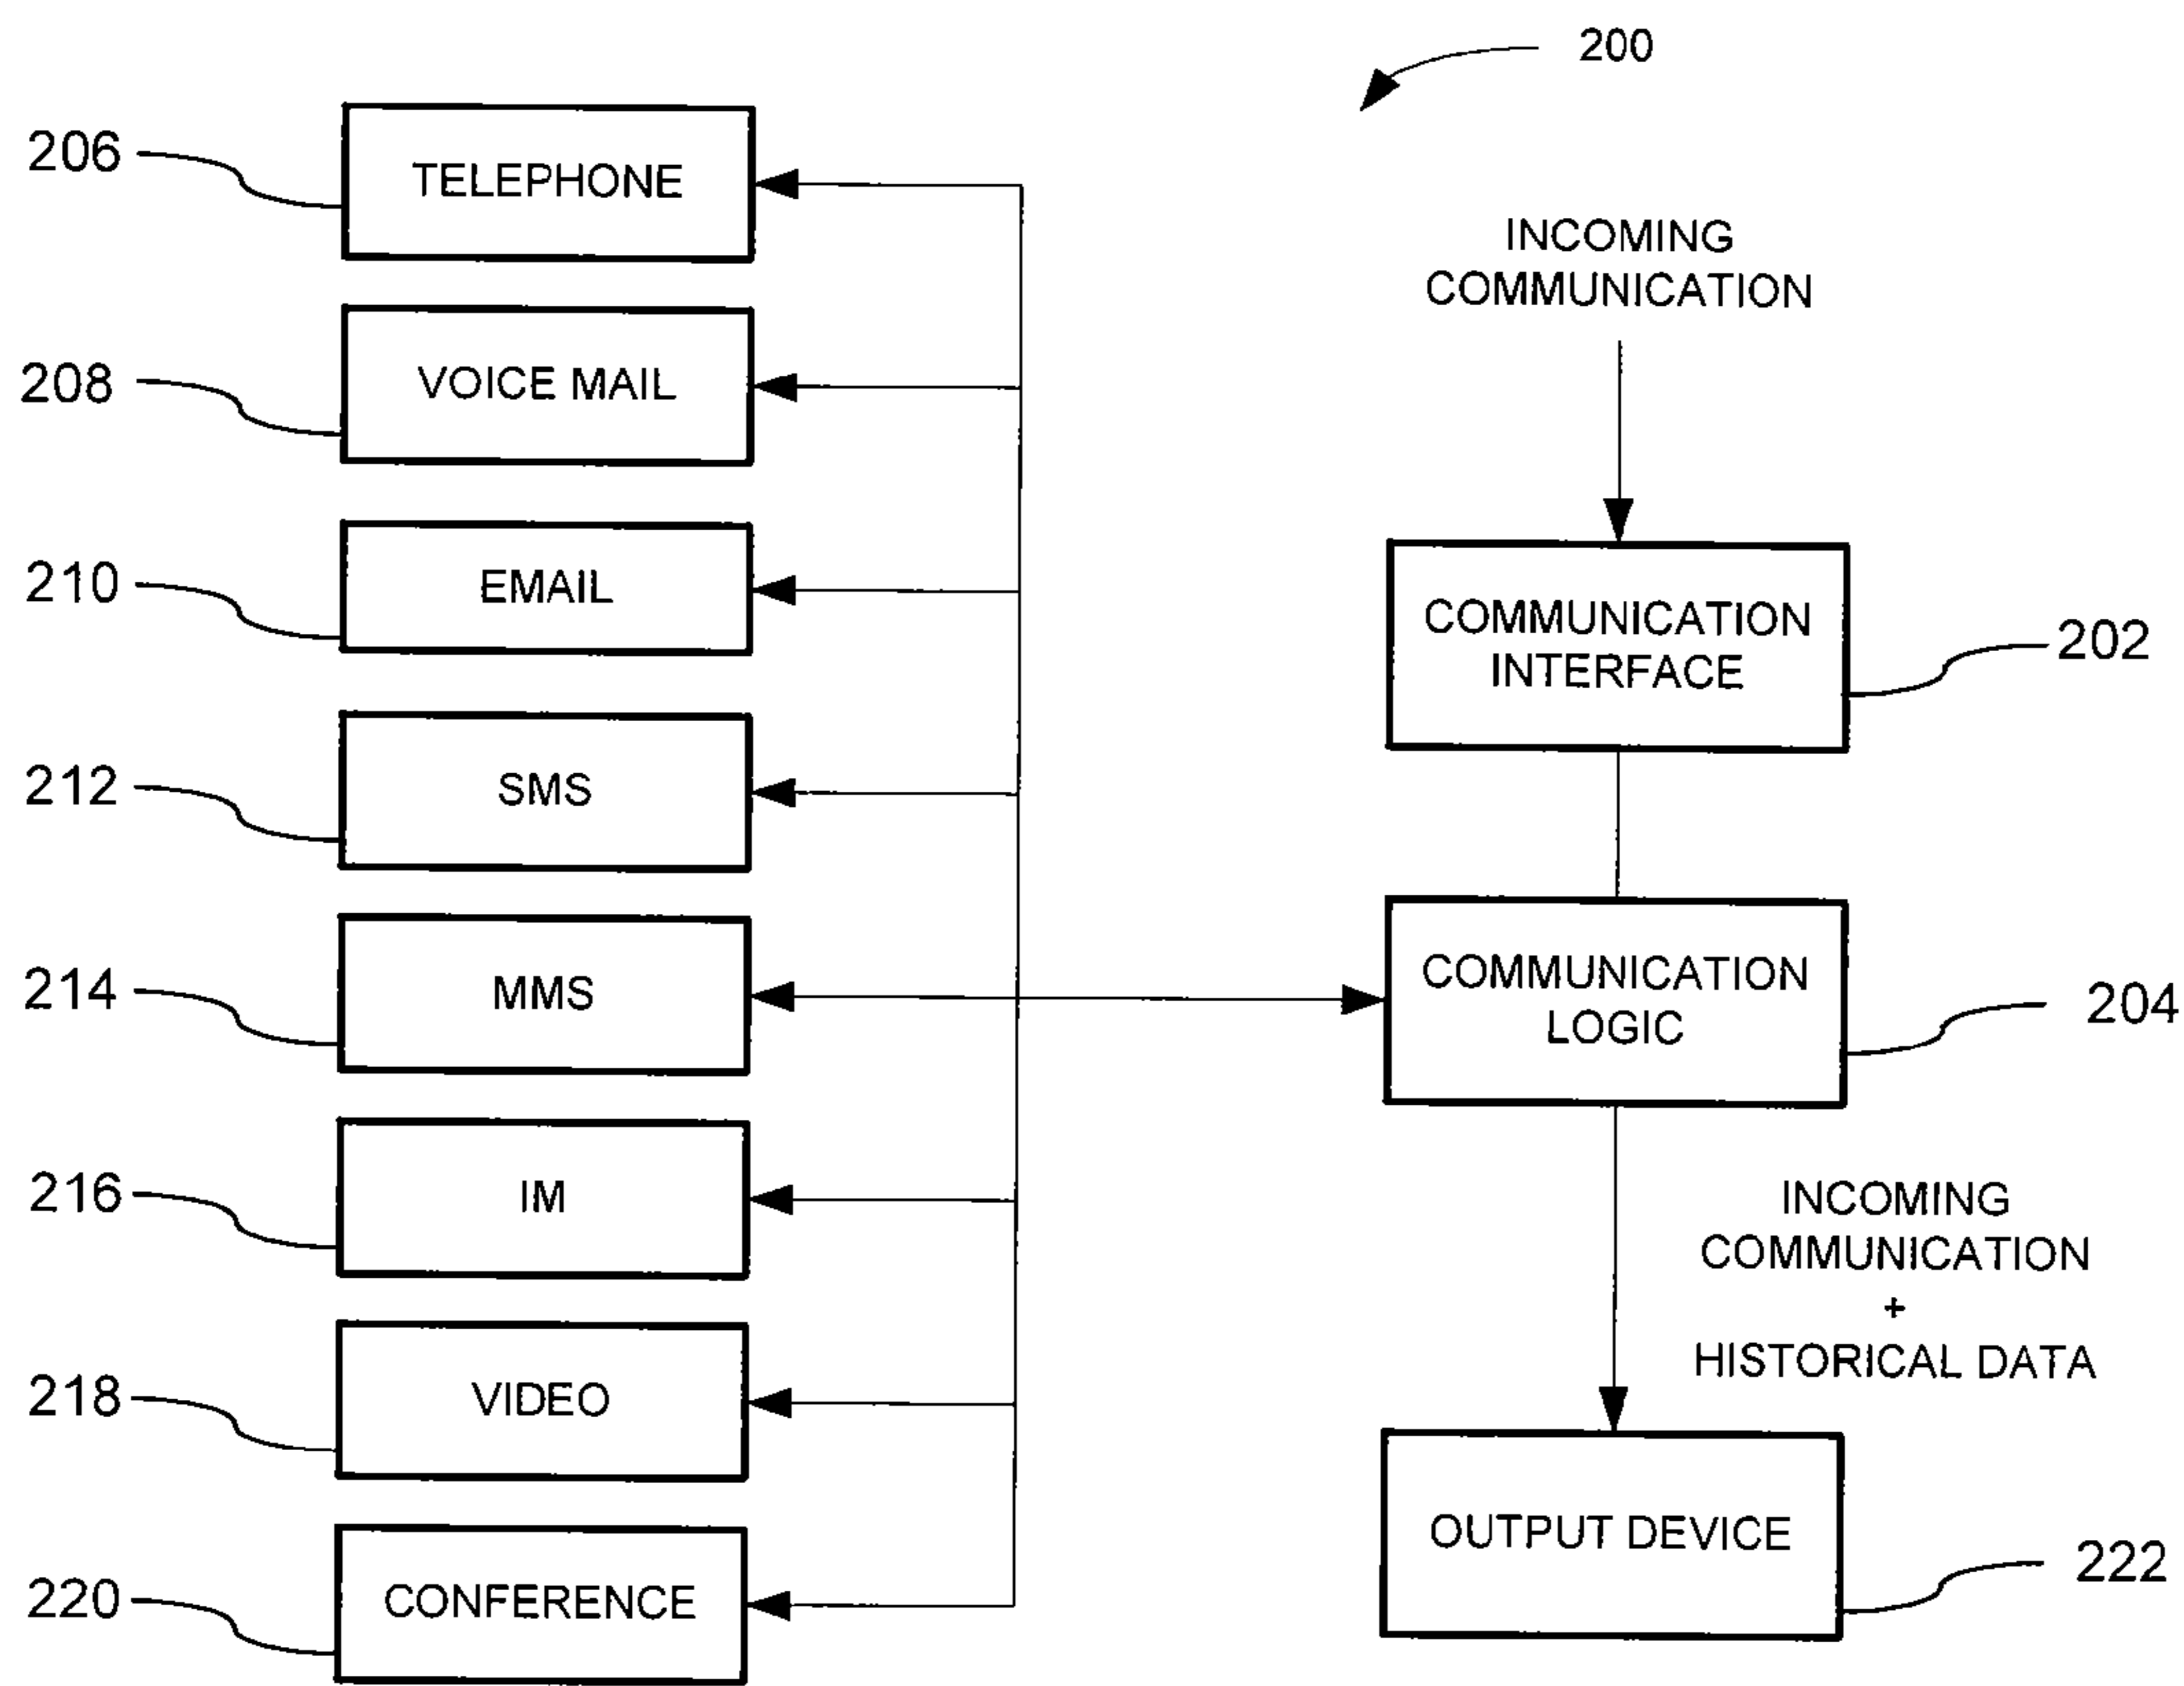 200
206
TELEPHONE
208
VOICE MAIL
210
EMAIL
212
SMS
214
MMS
216
IM
218
VIDEO
220
CONFERENCE
INCOMING
COMMUNICATION
COMMUNICATION
INTERFACE
202
COMMUNICATION
LOGIC
204
INCOMING
COMMUNICATION
+
HISTORICAL DATA
OUTPUT DEVICE
222